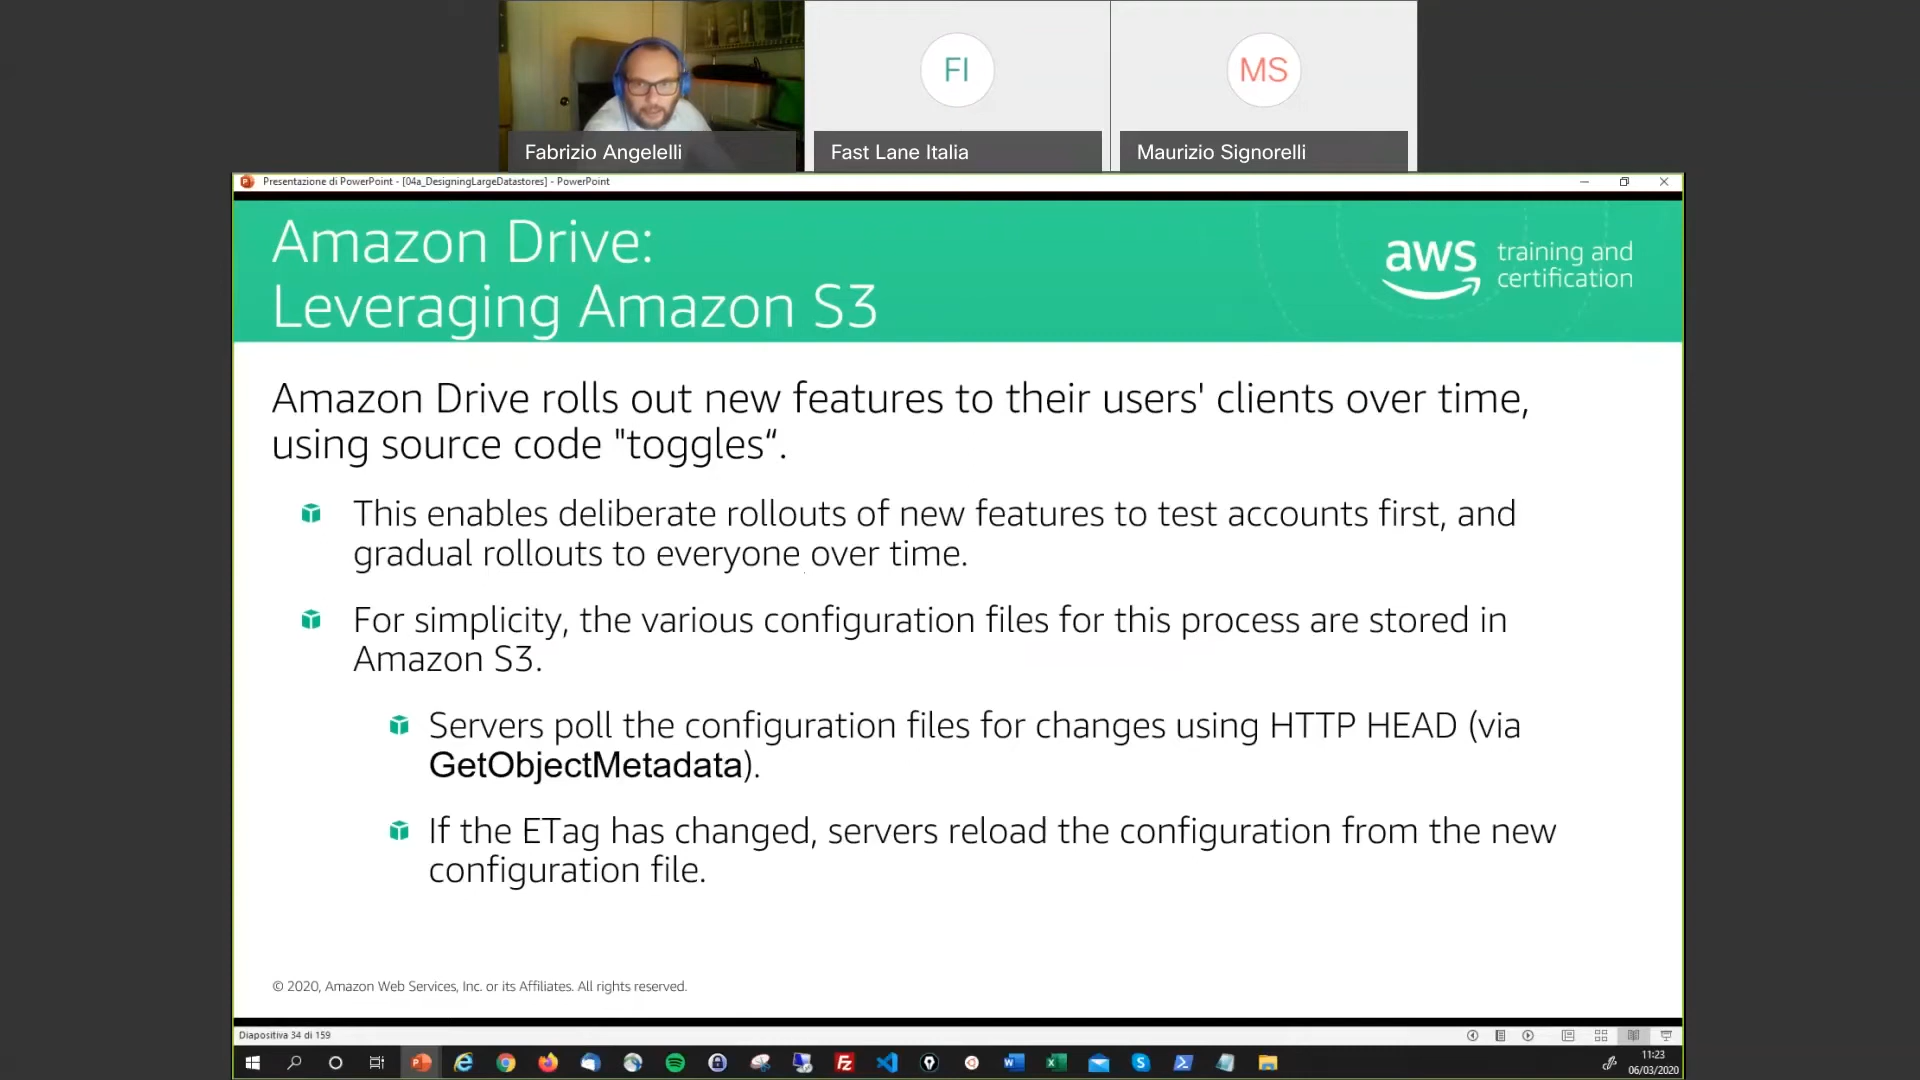 FI
MS
Fabrizio Angelelli
Fast Lane Italia
Maurizio Signorelli
Presentazione di PowerPoint - [04a_DesigningLargeDatastores] - PowerPoint
Amazon Drive:
Leveraging Amazon S3
aws
training and
certification
Amazon Drive rolls out new features to their users' clients over time,
using source code "toggles“.
This enables deliberate rollouts of new features to test accounts first, and
gradual rollouts to everyone over time.
For simplicity, the various configuration files for this process are stored in
Amazon S3.
Servers poll the configuration files for changes using HTTP HEAD (via
GetObjectMetadata).
If the ETag has changed, servers reload the configuration from the new
configuration file.
© 2020, Amazon Web Services, Inc. or its Affiliates. All rights reserved.
Diapositiva 34 di 159
11:23
06/03/2020